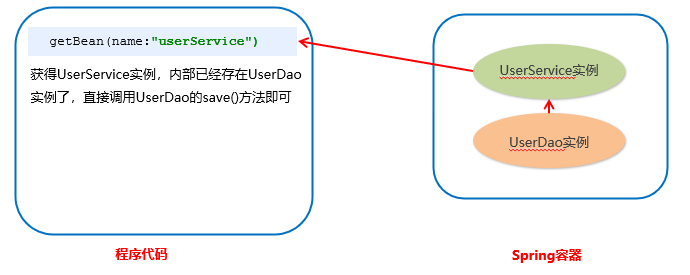 getBean(name:"userService")
获得UserService实例，内部已经存在UserDao
实例了，直接调用UserDao的save()方法即可
UserService实例
UserDao实例
程序代码
Spring容器